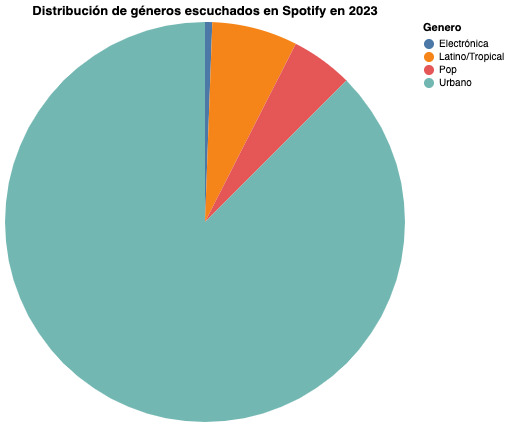 Distribución de géneros escuchados en Spotify en 2023
Genero
Electrónica
Latino/Tropical
Pop
Urbano